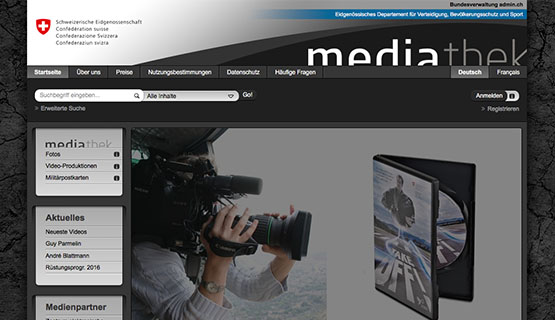 Bundesverwaltung admin.ch
Schweizerische Eidgenossenschaft
Confédération suisse
Confederazione Svizzera
Confederaziun svizra
Eidgenössisches Departement für Verteidigung, Bevölkerungsschutz und Sport
mediathek
Startseite Über uns Preise Nutzungsbestimmungen Datenschutz Häufige Fragen Deutsch Français
Suchbegriff eingeben... Alle Inhalte Go! Anmelden
> Erweiterte Suche > Registrieren
mediathek
Fotos
Video-Produktionen
Militärpostkarten
Aktuelles
Neueste Videos
Guy Parmelin
André Blattmann
Rüstungsprogr. 2016
Medienpartner
TAKE
OFF!